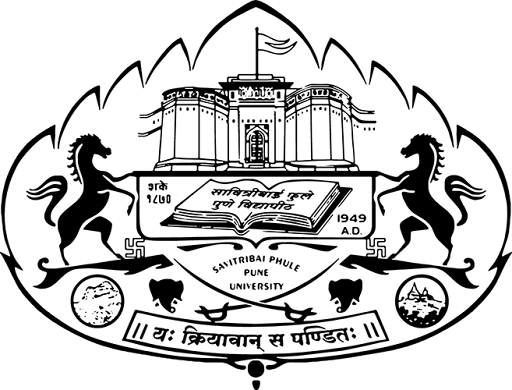 शके
१८७०
सावित्रीबाई फुले
पुणे विद्यापीठ
1949
A.D.
SAVITRIBAI PHULE
PUNE
UNIVERSITY
|| यः क्रियावान् स पण्डितः ||